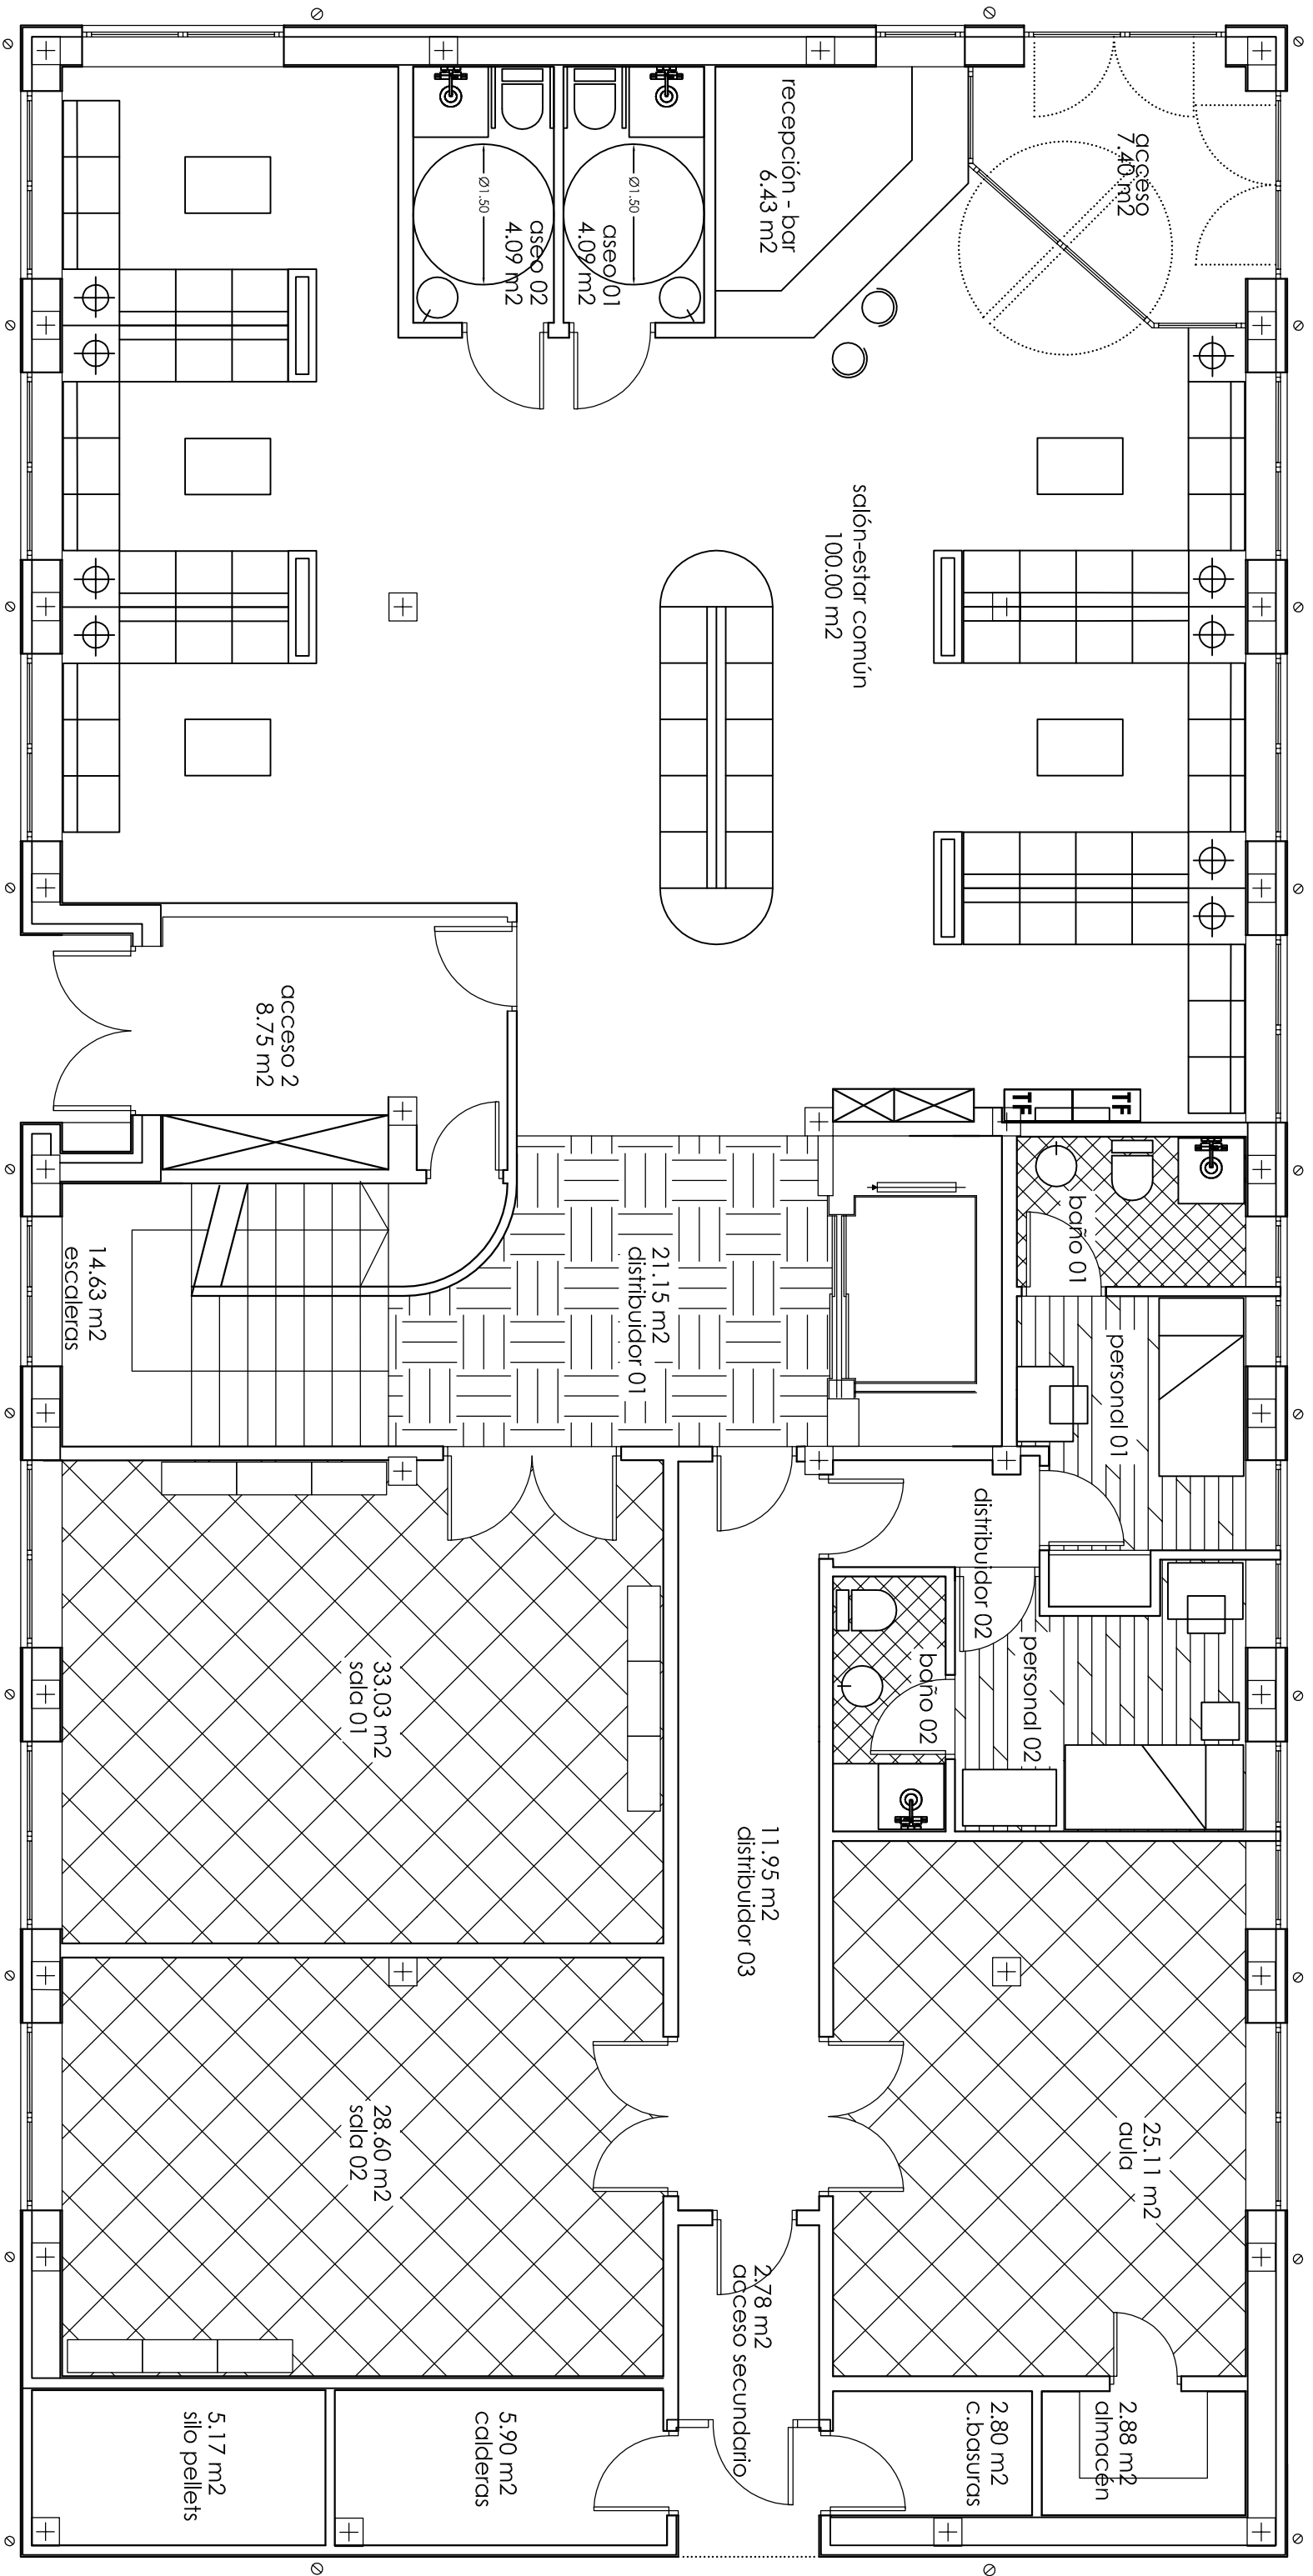 acceso
7.40 m2
recepción - bar
6.43 m2
aseo 01
4.09 m2
aseo 02
4.09 m2
Ø1.50
Ø1.50
salón-estar común
100.00 m2
acceso 2
8.75 m2
TF
TF
baño 01
personal 01
21.15 m2
distribuidor 01
14.63 m2
escaleras
distribuidor 02
personal 02
baño 02
33.03 m2
sala 01
11.95 m2
distribuidor 03
25.11 m2
aula
28.60 m2
sala 02
2.78 m2
acceso secundario
2.88 m2
almacén
2.80 m2
c.basuras
5.90 m2
calderas
5.17 m2
silo pellets